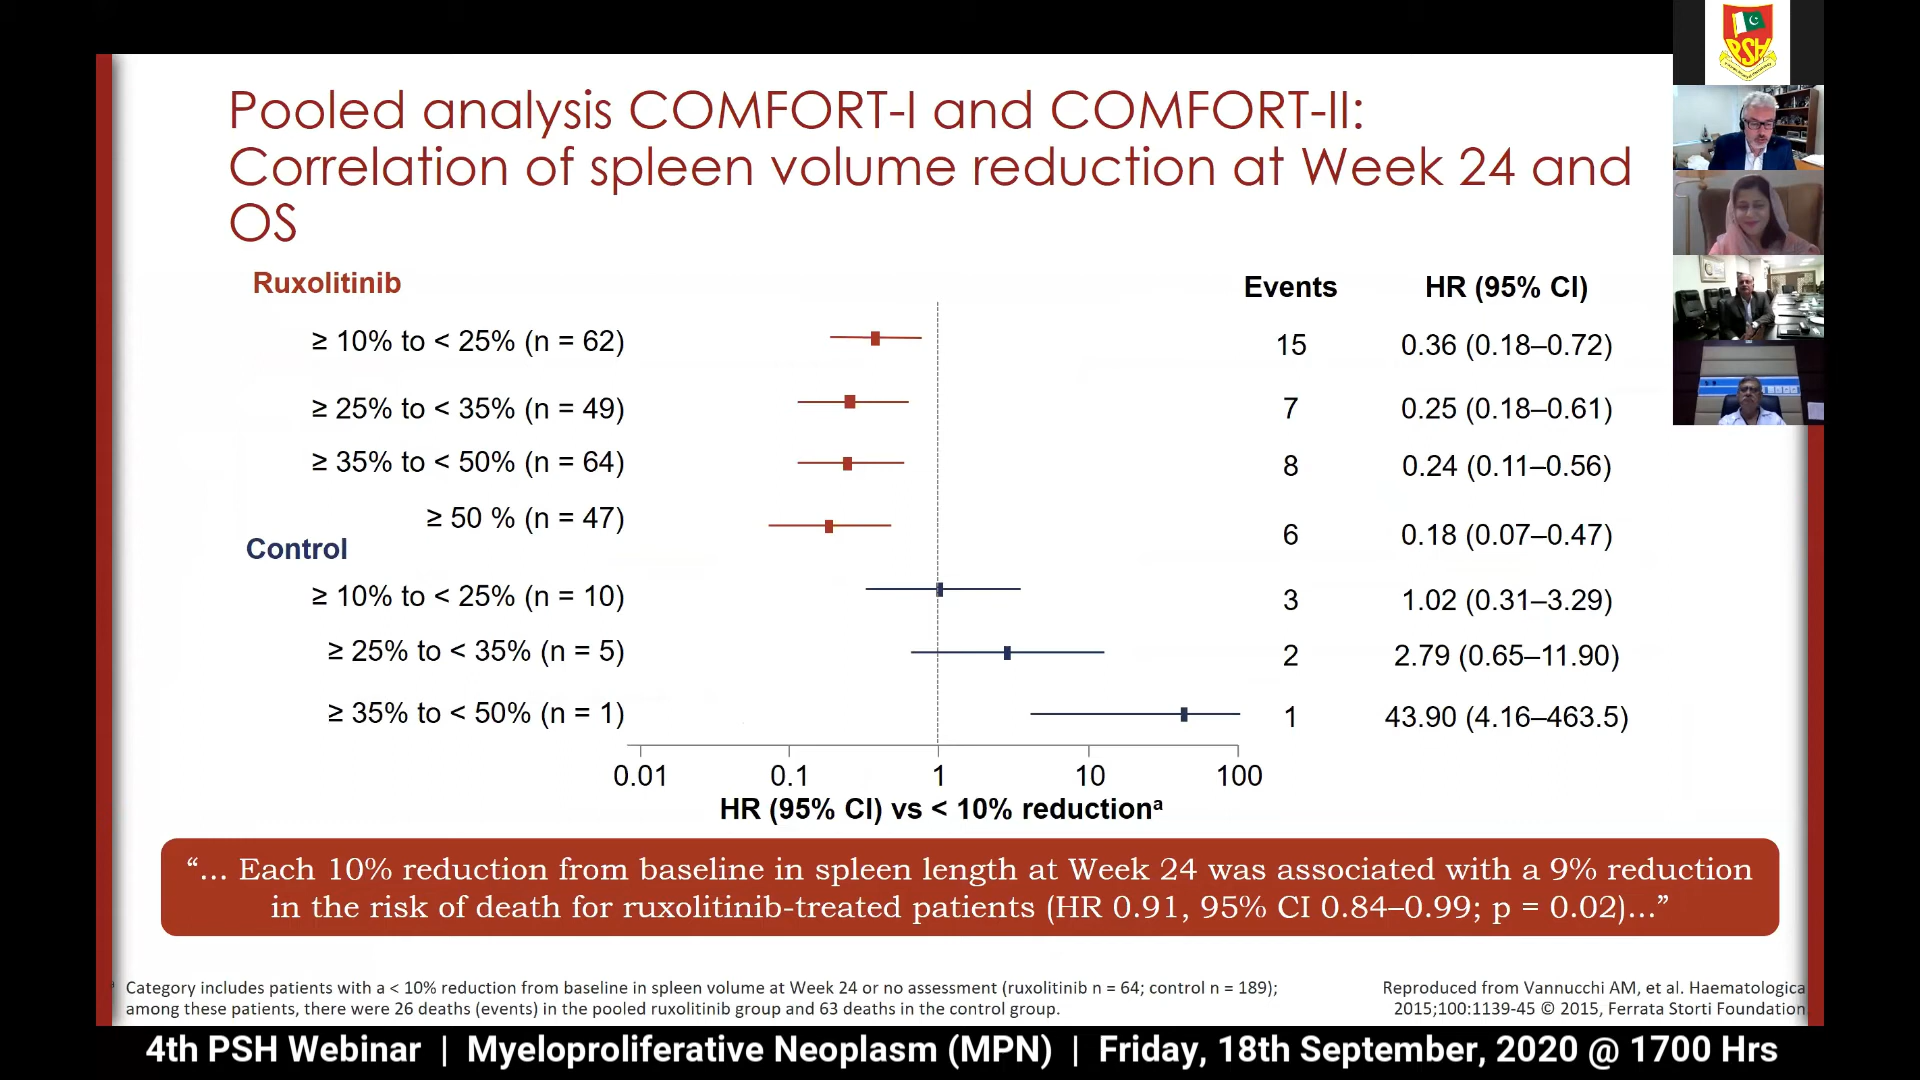 Pooled analysis COMFORT-I and COMFORT-II:
Correlation of spleen volume reduction at Week 24 and
OS
Ruxolitinib
Events HR (95% CI)
≥ 10% to < 25% (n = 62) 15 0.36 (0.18–0.72)
≥ 25% to < 35% (n = 49) 7 0.25 (0.18–0.61)
≥ 35% to < 50% (n = 64) 8 0.24 (0.11–0.56)
≥ 50 % (n = 47) 6 0.18 (0.07–0.47)
Control
≥ 10% to < 25% (n = 10) 3 1.02 (0.31–3.29)
≥ 25% to < 35% (n = 5) 2 2.79 (0.65–11.90)
≥ 35% to < 50% (n = 1) 1 43.90 (4.16–463.5)
0.01 0.1 1 10 100
HR (95% CI) vs < 10% reductionᵃ
“... Each 10% reduction from baseline in spleen length at Week 24 was associated with a 9% reduction
in the risk of death for ruxolitinib-treated patients (HR 0.91, 95% CI 0.84–0.99; p = 0.02)...”
Category includes patients with a < 10% reduction from baseline in spleen volume at Week 24 or no assessment (ruxolitinib n = 64; control n = 189);
among these patients, there were 26 deaths (events) in the pooled ruxolitinib group and 63 deaths in the control group.
Reproduced from Vannucchi AM, et al. Haematologica
2015;100:1139-45 © 2015, Ferrata Storti Foundation
PSH
4th PSH Webinar | Myeloproliferative Neoplasm (MPN) | Friday, 18th September, 2020 @ 1700 Hrs